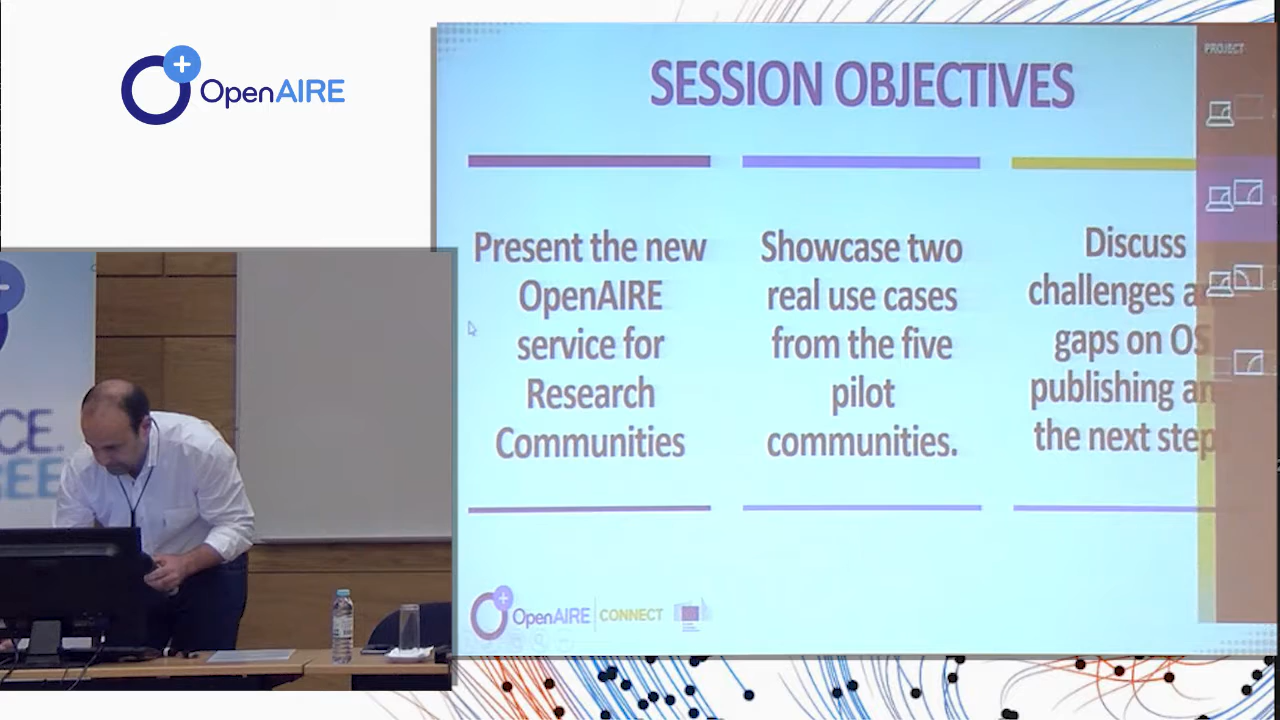 OpenAIRE
SESSION OBJECTIVES
PROJECT
Present the new
OpenAIRE
service for
Research
Communities
Showcase two
real use cases
from the five
pilot
communities.
Discuss
challenges
gaps on OS
publishing
the next
CE.
OpenAIRE
CONNECT